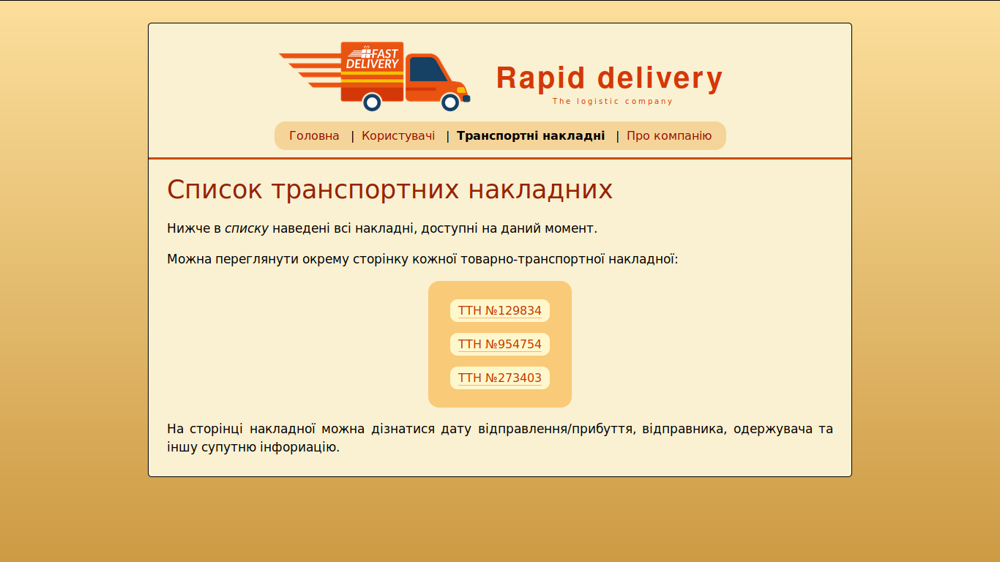 FAST
DELIVERY
Rapid delivery
The logistic company
Головна | Користувачі | Транспортні накладні | Про компанію
Список транспортних накладних
Нижче в списку наведені всі накладні, доступні на даний момент.
Можна переглянути окрему сторінку кожної товарно-транспортної накладної:
ТТН №129834
ТТН №954754
ТТН №273403
На сторінці накладної можна дізнатися дату відправлення/прибуття, відправника, одержувача та
іншу супутню інфориацію.